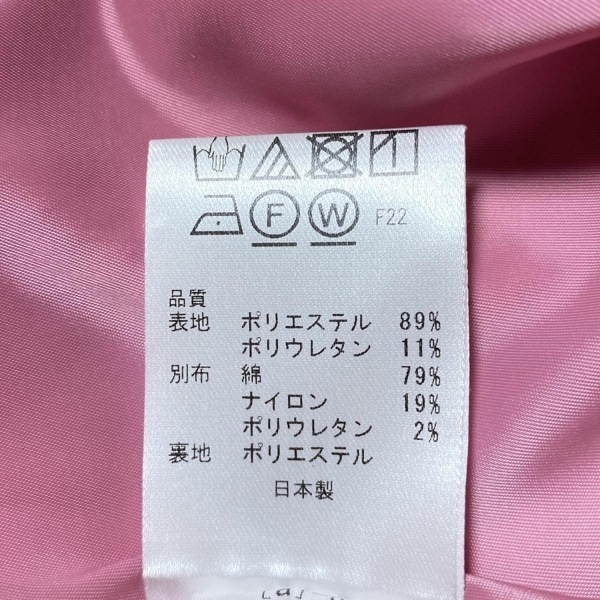 F W F22
品質
表地 ポリエステル 89%
ポリウレタン 11%
別布 綿 79%
ナイロン 19%
ポリウレタン 2%
裏地 ポリエステル
日本製